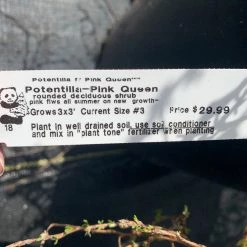 Potentilla f. 'Pink Queen'
Potentilla-Pink Queen
rounded deciduous shrub
pink flws all summer on new growth-
Grows3x3' Current Size #3 Price $29.99
18 Plant in well drained soil, use soil conditioner
and mix in "plant tone" fertilizer when planting